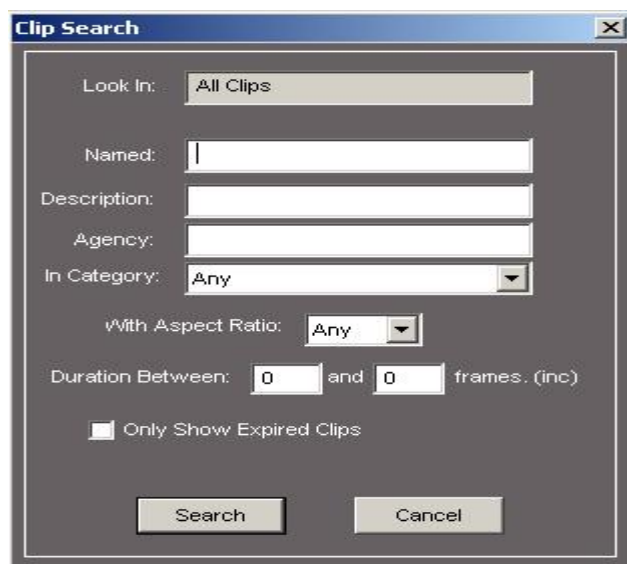 Clip Search
Look In: All Clips
Named:
Description:
Agency:
In Category: Any
With Aspect Ratio: Any
Duration Between: 0 and 0 frames. (inc)
Only Show Expired Clips
Search Cancel